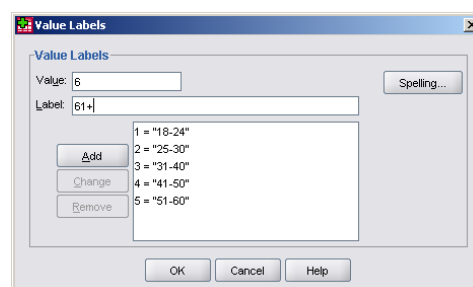 Value Labels
Value Labels
Value: 6
Spelling...
Label: 61+
1 = "18-24"
2 = "25-30"
3 = "31-40"
4 = "41-50"
5 = "51-60"
Add
Change
Remove
OK
Cancel
Help